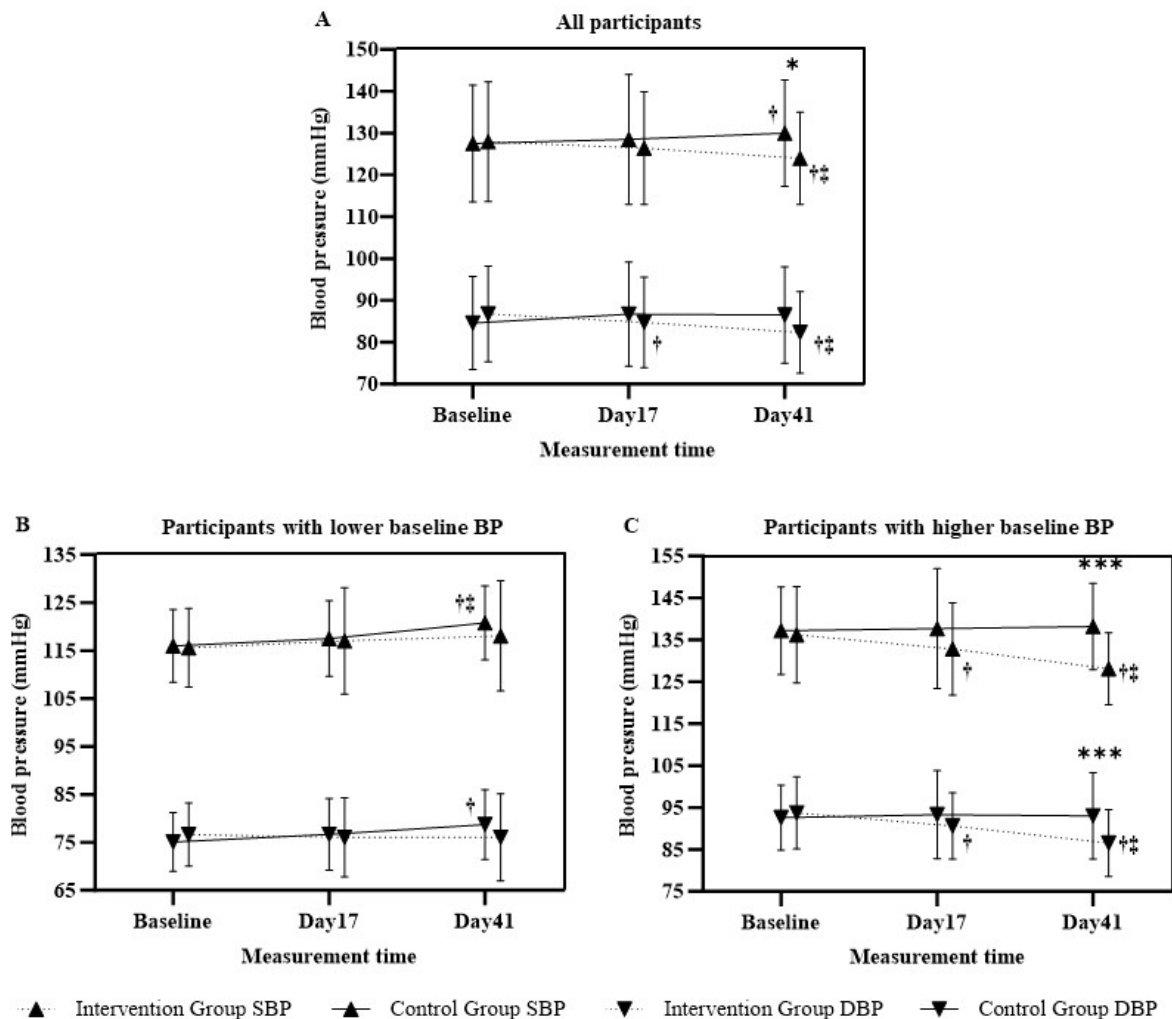 A
All participants
150
140
130
120
110
100
90
80
70
Blood pressure (mmHg)
*
†
†‡
†
†‡
Baseline
Day17
Day41
Measurement time
B
Participants with lower baseline BP
135
125
115
105
95
85
75
65
Blood pressure (mmHg)
†‡
†
Baseline
Day17
Day41
Measurement time
C
Participants with higher baseline BP
155
145
135
125
115
105
95
85
75
Blood pressure (mmHg)
***
†
†‡
***
†
†‡
Baseline
Day17
Day41
Measurement time
Intervention Group SBP
Control Group SBP
Intervention Group DBP
Control Group DBP